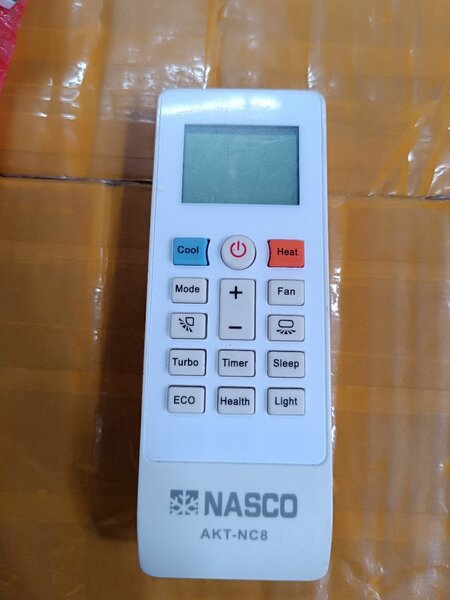 Cool Heat
Mode + Fan
−
Turbo Timer Sleep
ECO Health Light
NASCO
AKT-NC8